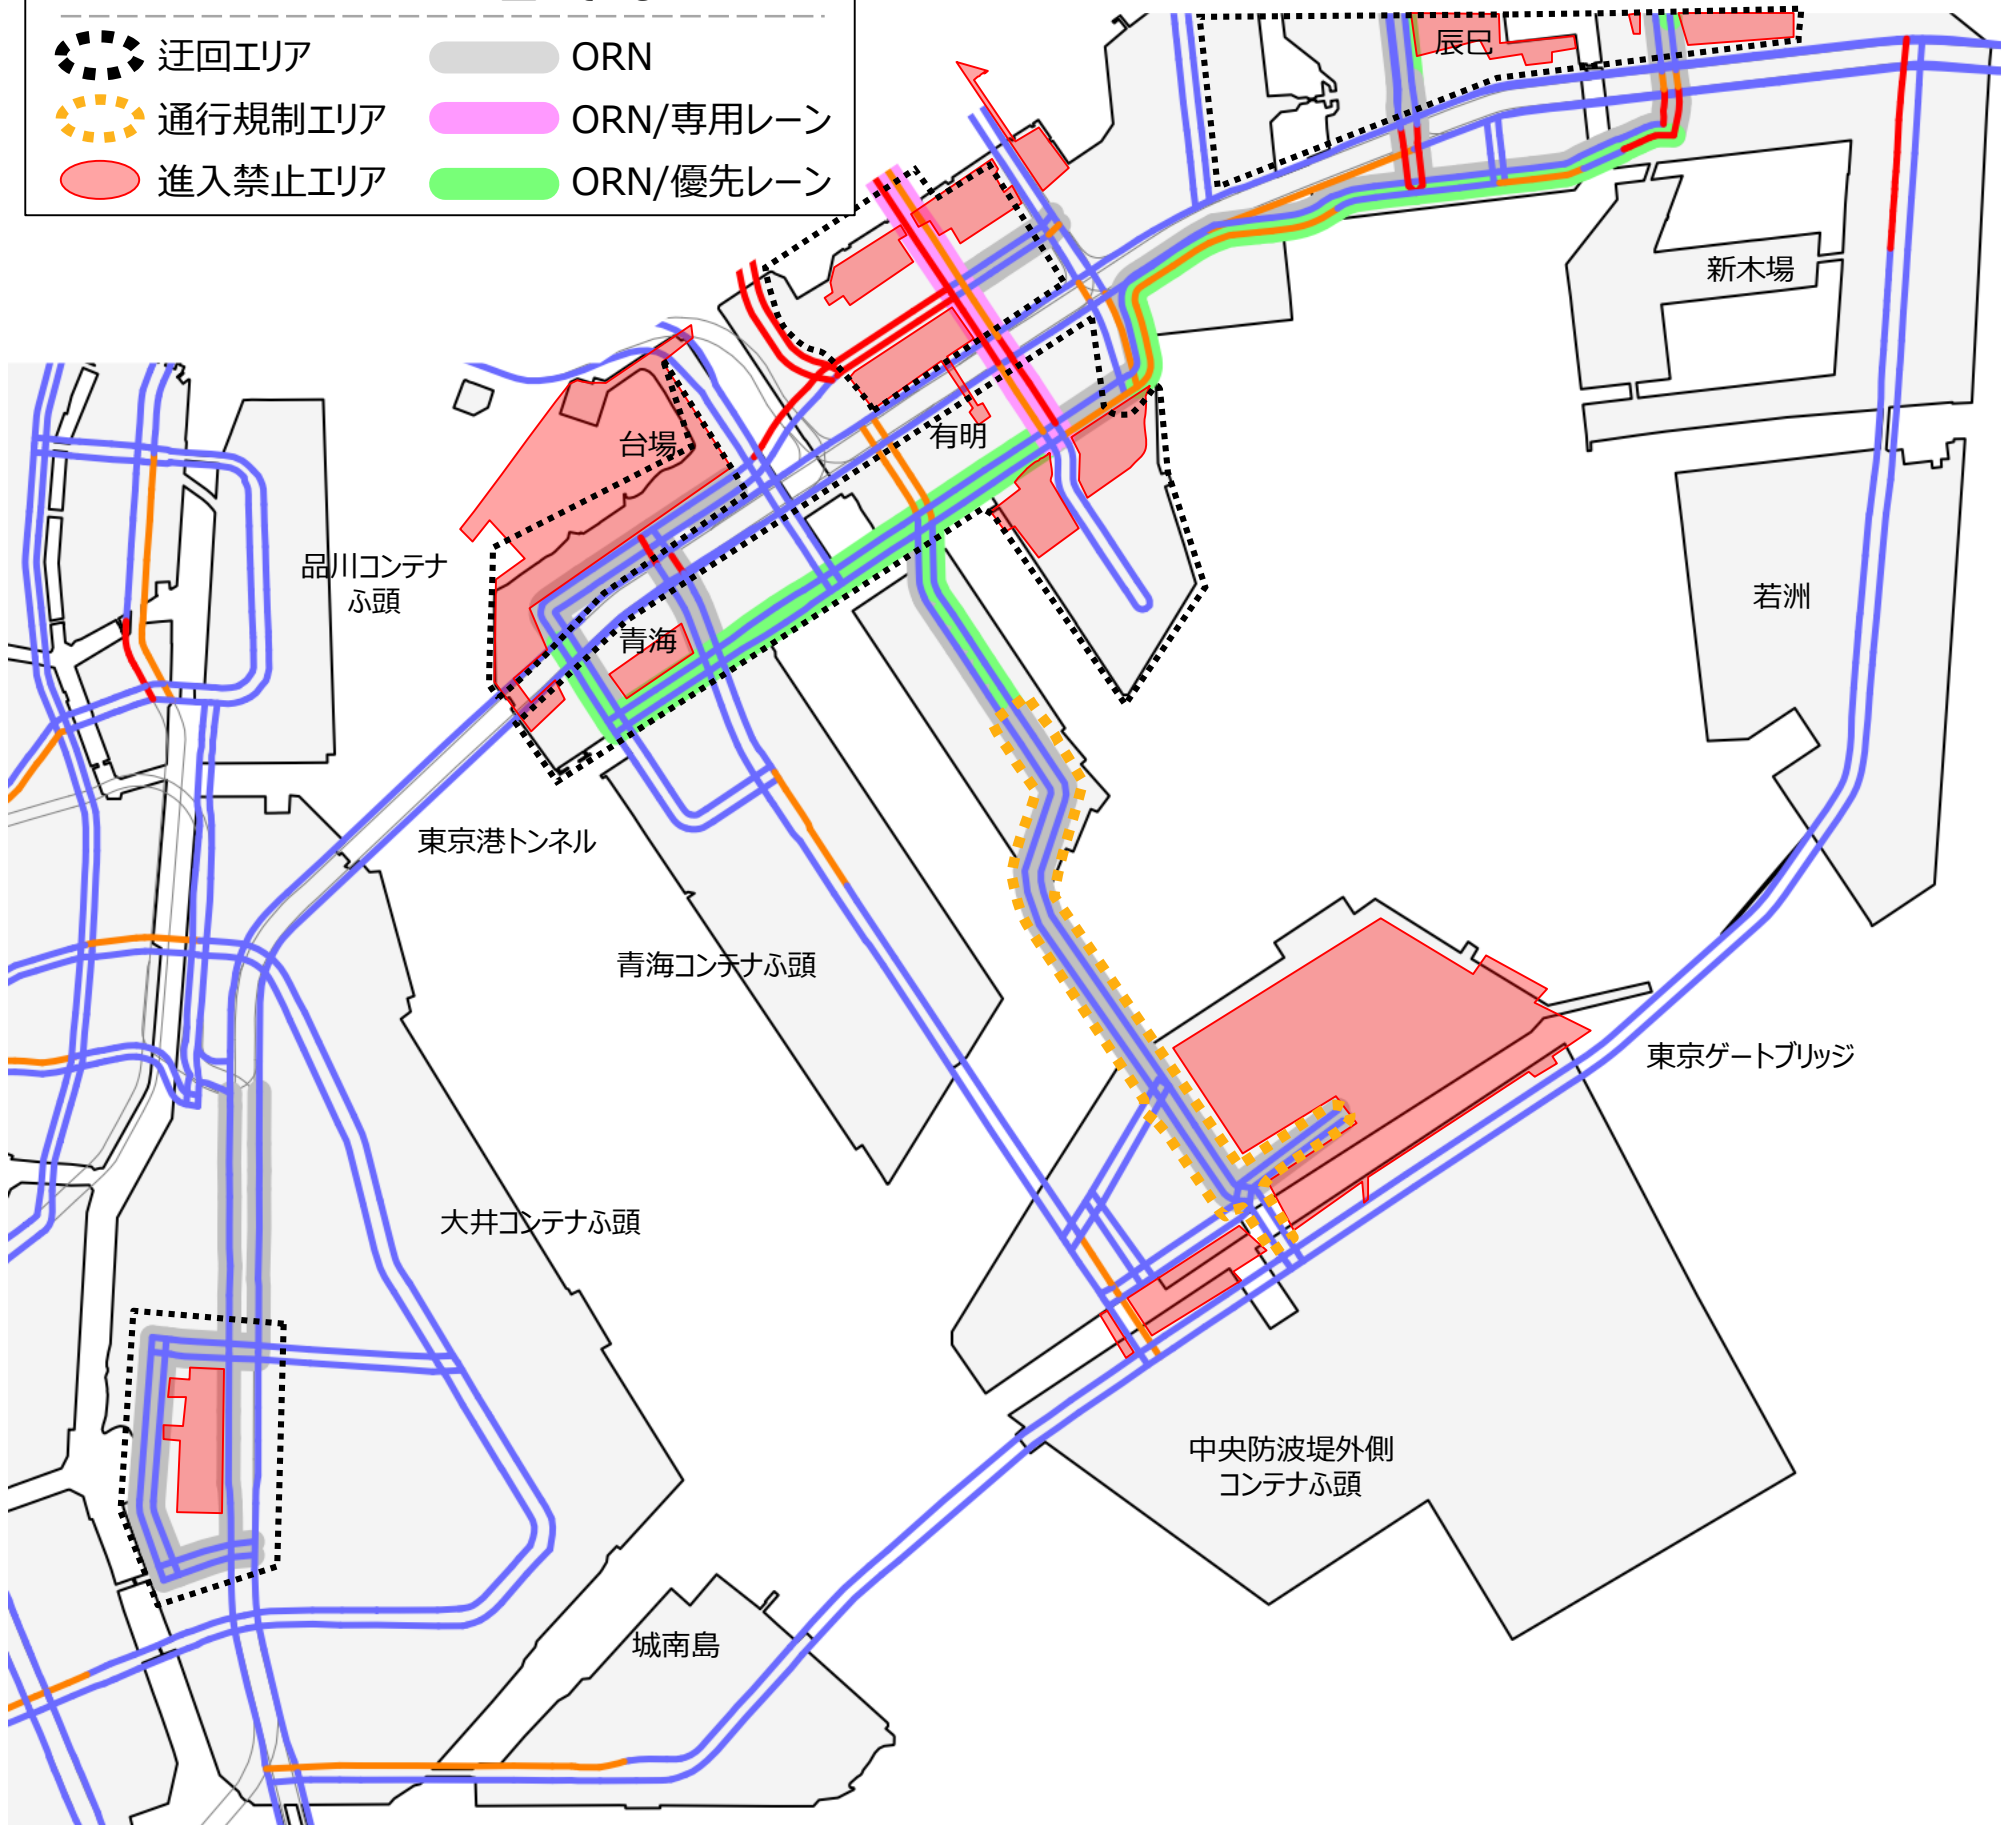 迂回エリア
ORN
通行規制エリア
ORN/専用レーン
進入禁止エリア
ORN/優先レーン
辰巳
新木場
台場
有明
品川コンテナ
ふ頭
若洲
青海
東京港トンネル
青海コンテナふ頭
東京ゲートブリッジ
大井コンテナふ頭
中央防波堤外側
コンテナふ頭
城南島